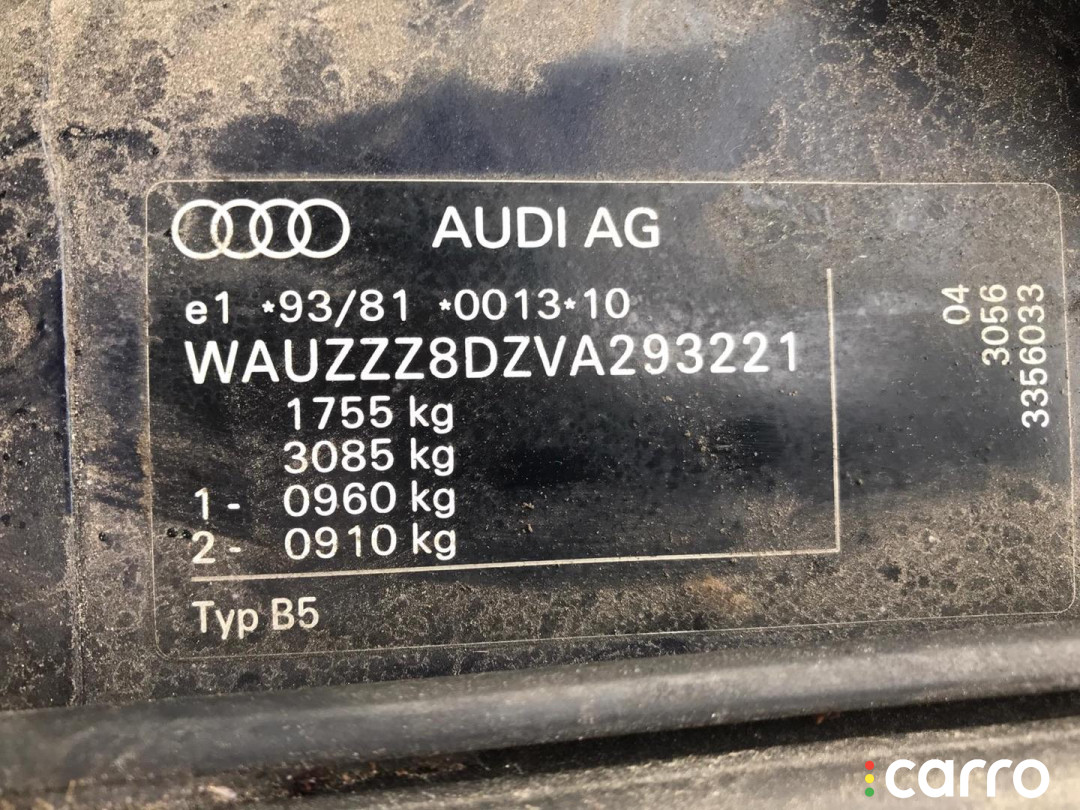 AUDI AG
e1 *93/81 *0013*10
WAUZZZ8DZVA293221
1755 kg
3085 kg
1- 0960 kg
2- 0910 kg
Typ B5
04
3056
3356033
carro